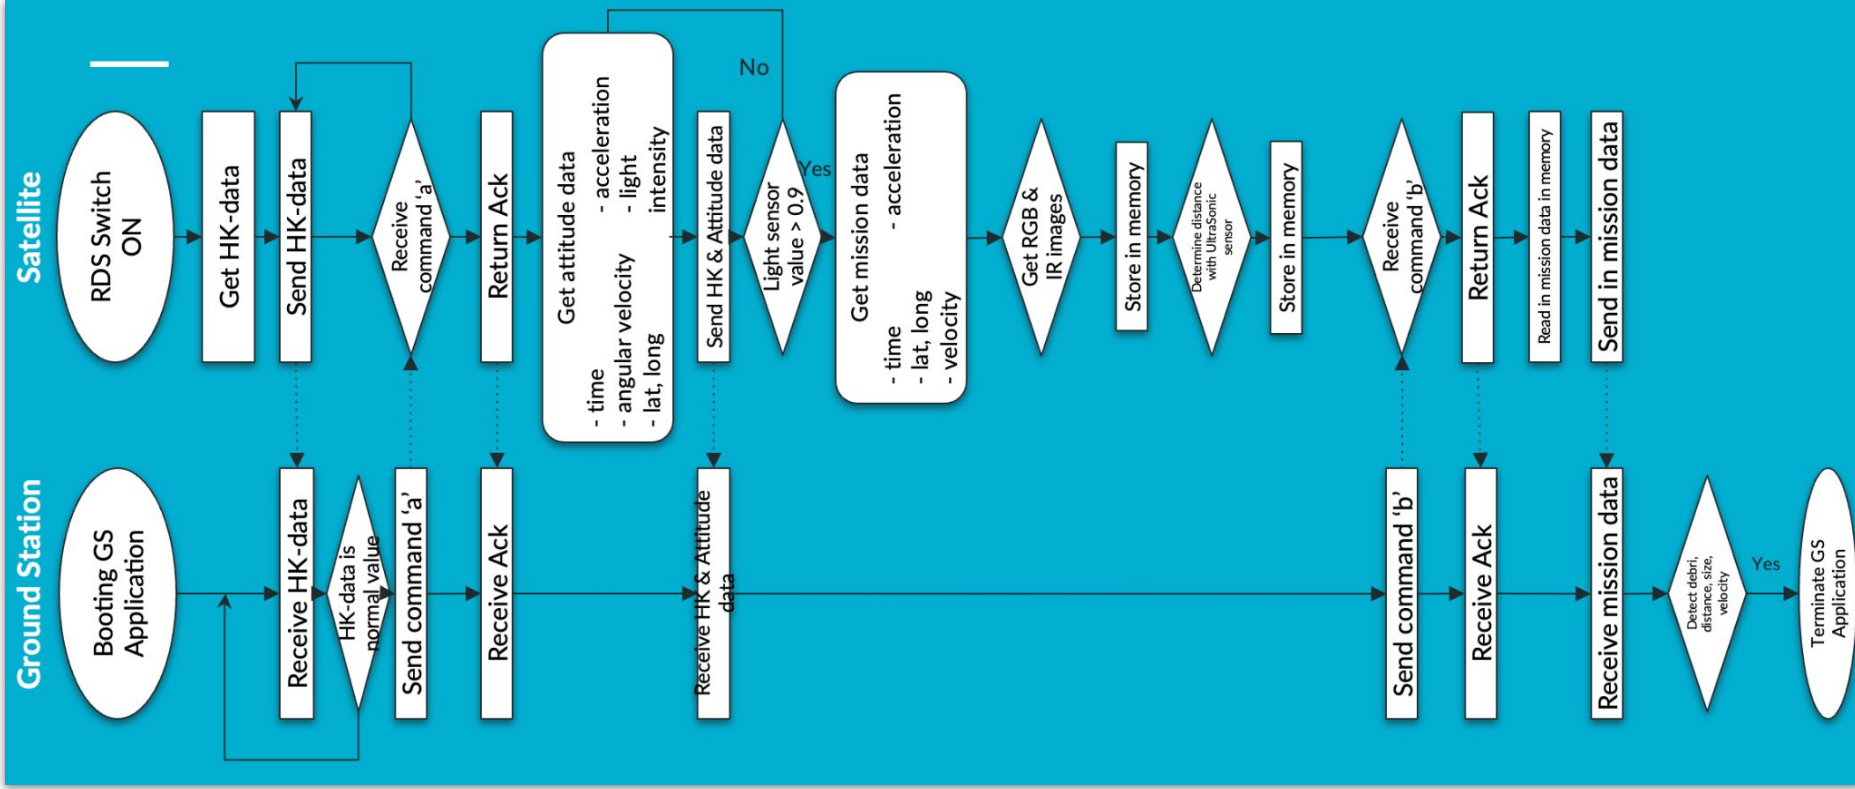 Satellite
RDS Switch
ON
Get HK-data
Send HK-data
Receive
command ‘a’
Return Ack
Get attitude data
- time
- angular velocity
- lat, long
- acceleration
- light
intensity
Send HK & Attitude data
Light sensor
value > 0.9
No
Yes
Get mission data
- time
- lat, long
- velocity
- acceleration
Get RGB &
IR images
Store in memory
Determine distance
with UltraSonic
sensor
Store in memory
Receive
command ‘b’
Return Ack
Read in mission data in memory
Send in mission data
Ground Station
Booting GS
Application
Receive HK-data
HK-data is
normal value
Send command ‘a’
Receive Ack
Receive HK & Attitude
data
Send command ‘b’
Receive Ack
Receive mission data
Detect debri,
distance, size,
velocity
Yes
Terminate GS
Application